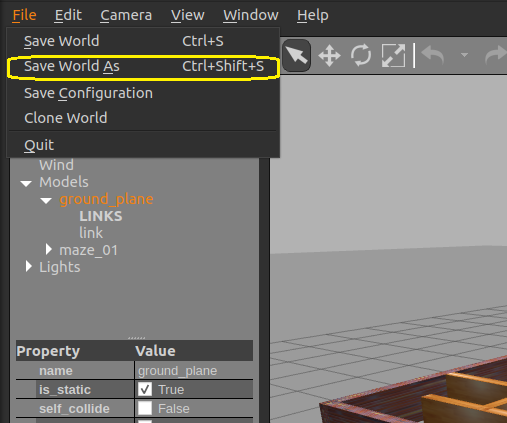 File Edit Camera View Window Help
Save World Ctrl+S
Save World As Ctrl+Shift+S
Save Configuration
Clone World
Quit
Wind
Models
ground_plane
LINKS
link
maze_01
Lights
Property Value
name ground_plane
is_static True
self_collide False